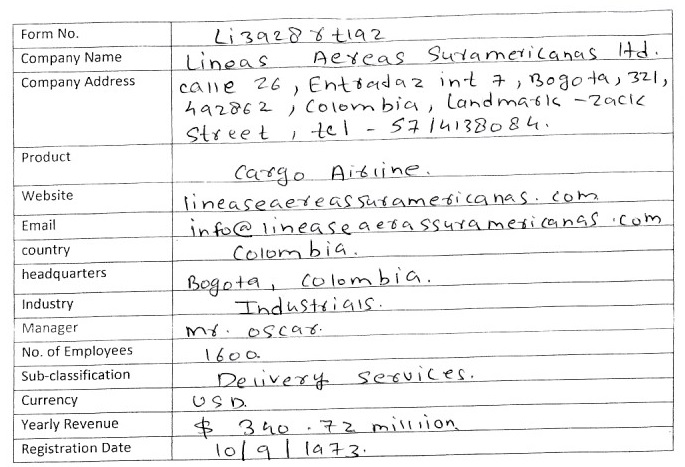 Form No. Li39286t192
Company Name Lineas Aereas Suramericanas ltd.
Company Address calle 26, Entradaz int 7, Bogota, 321,
492862, Colombia, Landmark - Zack
Street, tel - 5714138084.
Product Cargo Airline.
Website lineaseaereassuramericanas.com
Email info@lineaseaerassuramericanas.com
country Colombia.
headquarters Bogota, Colombia.
Industry Industrials.
Manager Mr. Oscar.
No. of Employees 1600.
Sub-classification Delivery Services.
Currency USD.
Yearly Revenue $ 340.72 million
Registration Date 10/9/1973.